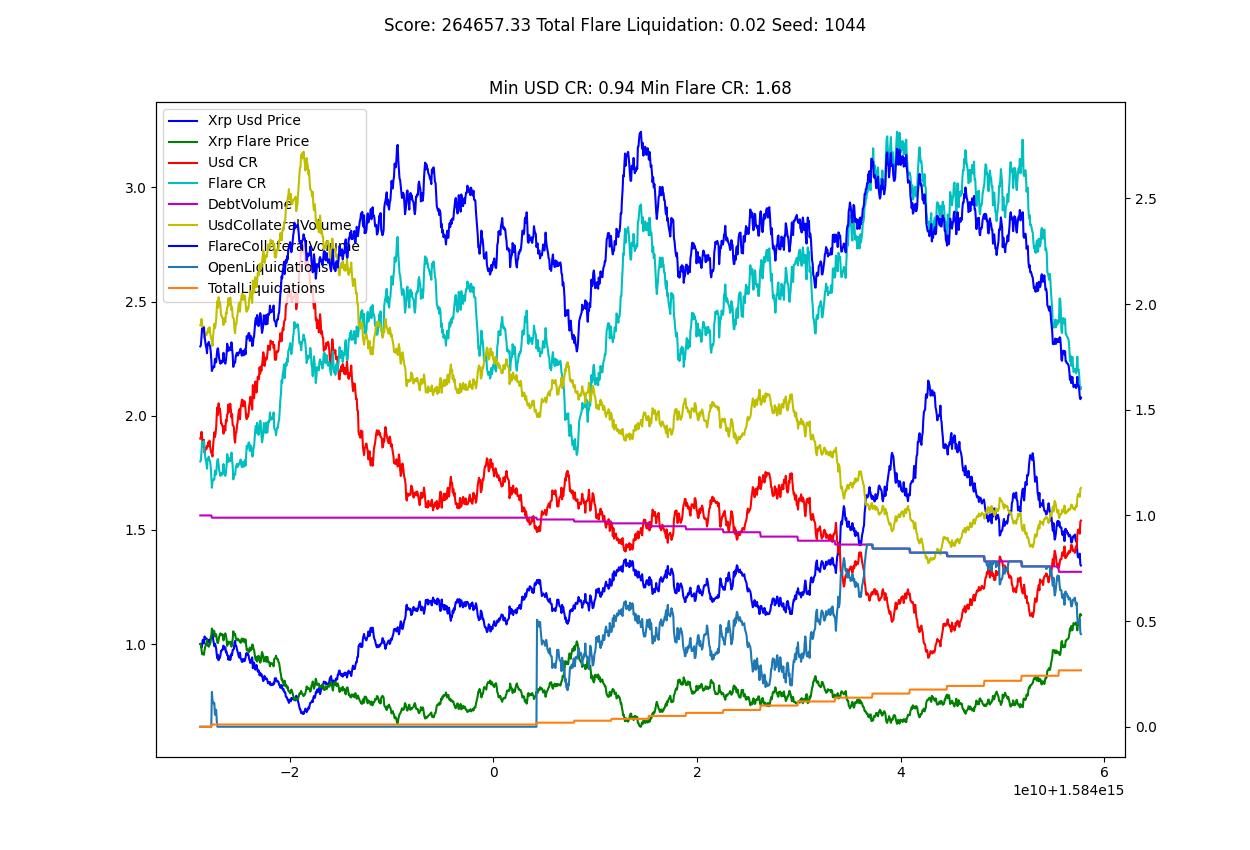 Score: 264657.33 Total Flare Liquidation: 0.02 Seed: 1044
Min USD CR: 0.94 Min Flare CR: 1.68
Xrp Usd Price
Xrp Flare Price
Usd CR
Flare CR
DebtVolume
UsdCollateralVolume
FlareCollateralVolume
OpenLiquidations
TotalLiquidations
3.0
2.5
2.0
1.5
1.0
2.5
2.0
1.5
1.0
0.5
0.0
−2
0
2
4
6
1e10+1.584e15